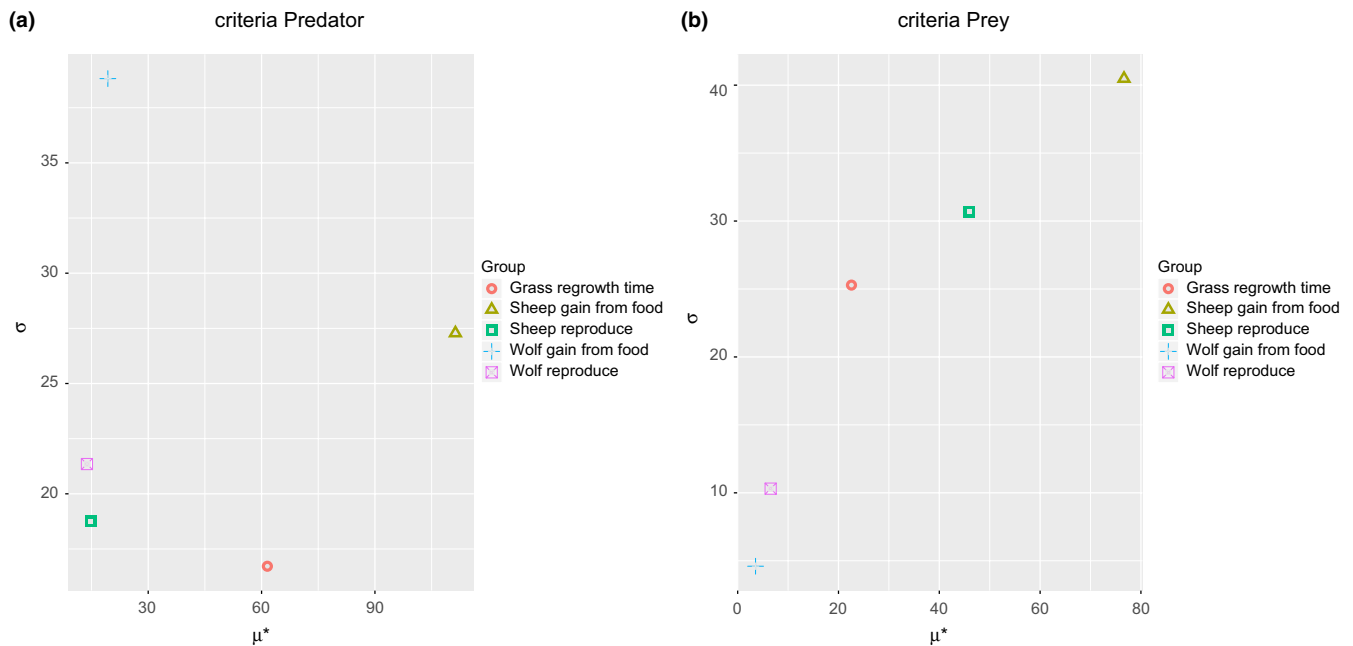 (a)
criteria Predator
35
30
25
20
σ
30
60
90
μ*
Group
Grass regrowth time
Sheep gain from food
Sheep reproduce
Wolf gain from food
Wolf reproduce
(b)
criteria Prey
40
30
20
10
σ
0
20
40
60
80
μ*
Group
Grass regrowth time
Sheep gain from food
Sheep reproduce
Wolf gain from food
Wolf reproduce